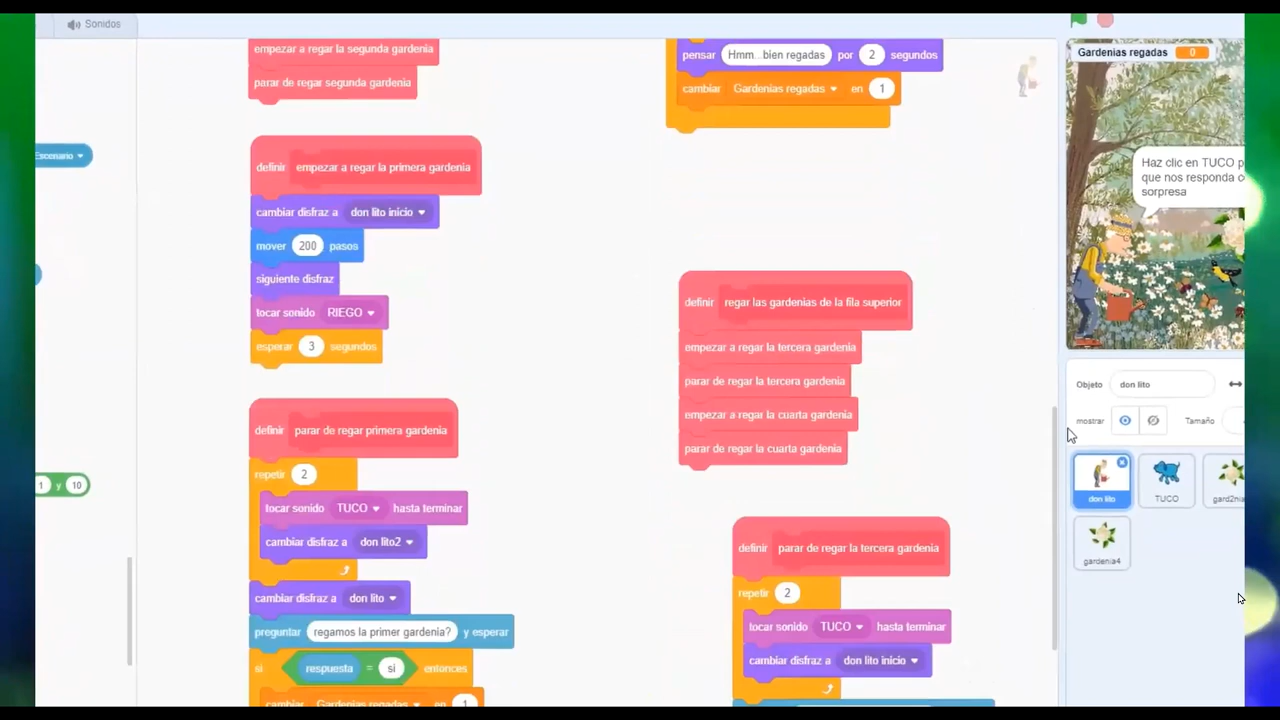 Sonidos
Escenario
1 y 10
empezar a regar la segunda gardenia
parar de regar segunda gardenia
definir empezar a regar la primera gardenia
cambiar disfraz a don lito inicio
mover 200 pasos
siguiente disfraz
tocar sonido RIEGO
esperar 3 segundos
definir parar de regar primera gardenia
repetir 2
tocar sonido TUCO hasta terminar
cambiar disfraz a don lito2
cambiar disfraz a don lito
preguntar regamos la primer gardenia? y esperar
si respuesta = si entonces
cambiar Gardenias regadas en 1
pensar Hmm...bien regadas por 2 segundos
cambiar Gardenias regadas en 1
definir regar las gardenias de la fila superior
empezar a regar la tercera gardenia
parar de regar la tercera gardenia
empezar a regar la cuarta gardenia
parar de regar la cuarta gardenia
definir parar de regar la tercera gardenia
repetir 2
tocar sonido TUCO hasta terminar
cambiar disfraz a don lito inicio
Gardenias regadas 0
Haz clic en TUCO p
que nos responda
sorpresa
Objeto don lito
mostrar Tamaño
don lito TUCO gard2nia
gardenia4